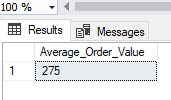 100 %
Results Messages
Average_Order_Value
1 275